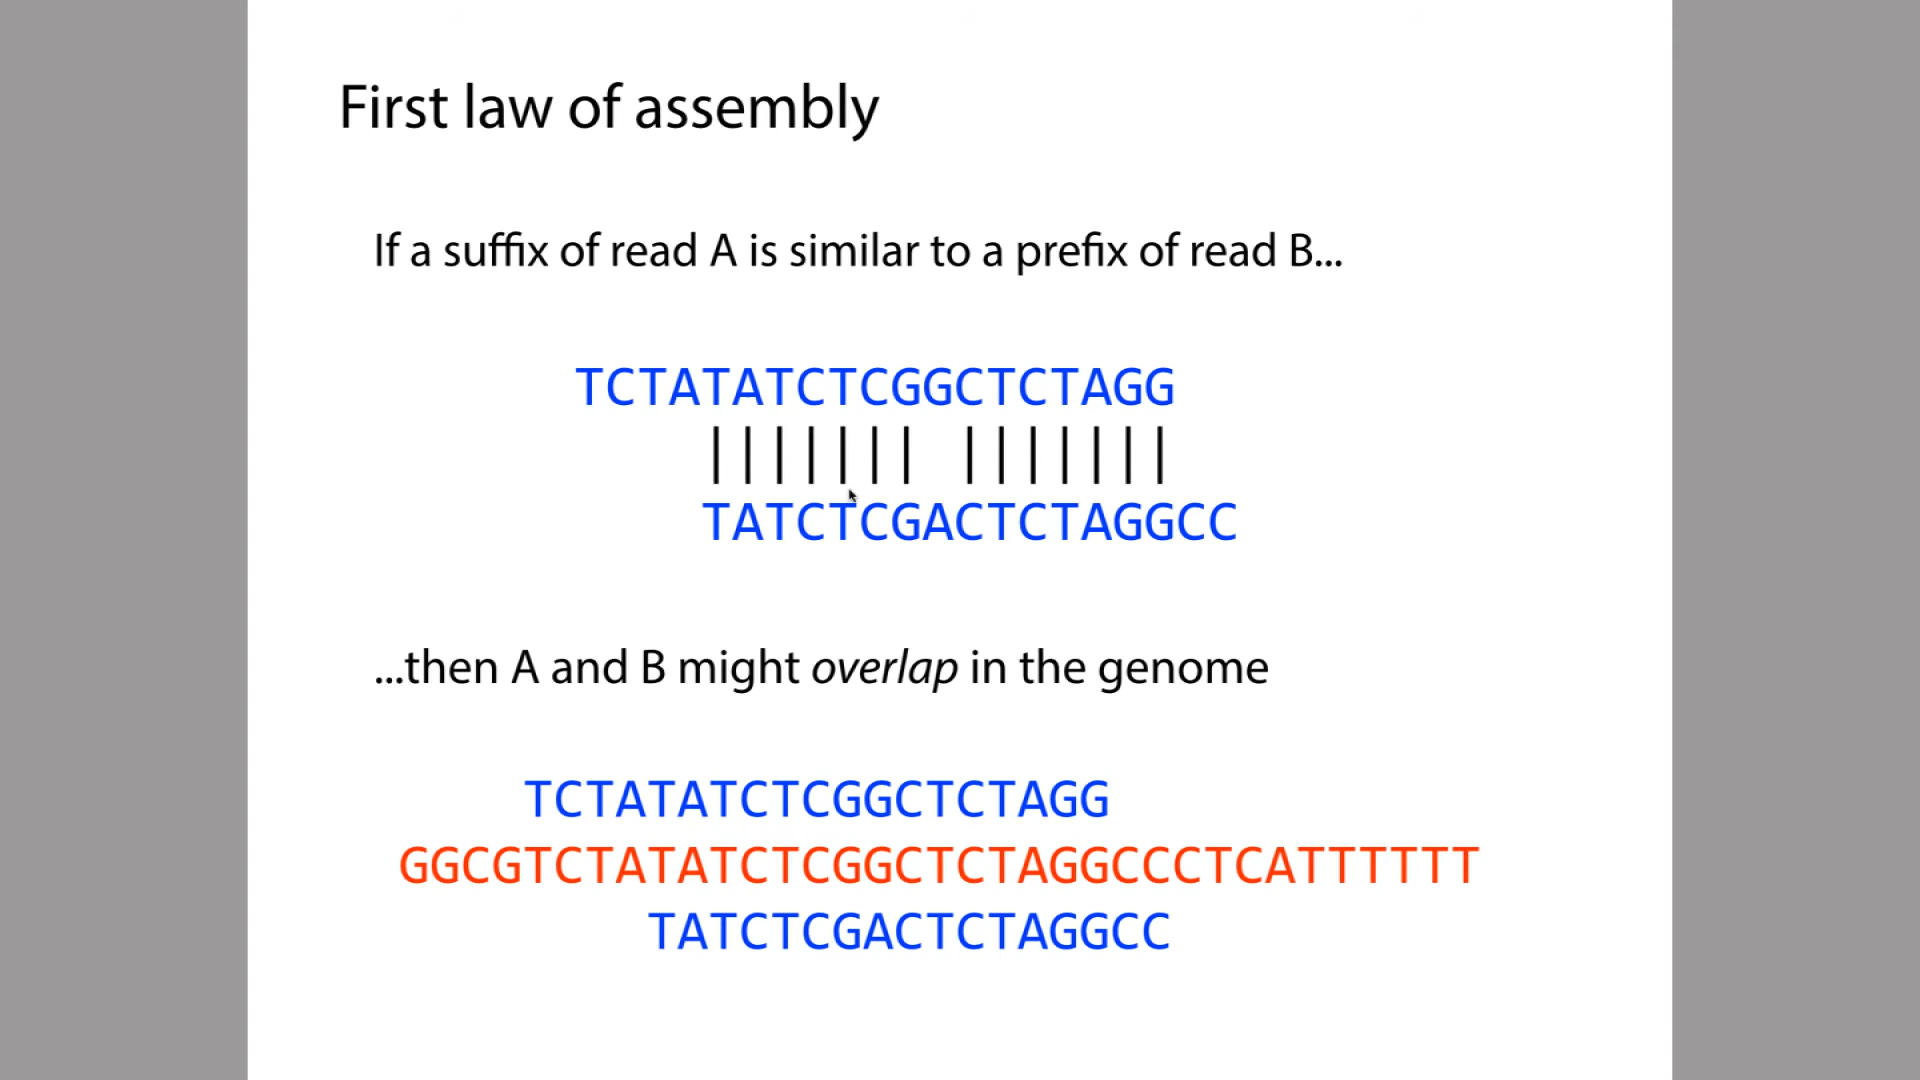 First law of assembly
If a suffix of read A is similar to a prefix of read B...
TCTATATCTCGGCTCTAGG
||||||| |||||||
TATCTCGACTCTAGGCC
...then A and B might overlap in the genome
TCTATATCTCGGCTCTAGG
GGCGTCTATATCTCGGCTCTAGGCCCTCATTTTTT
TATCTCGACTCTAGGCC